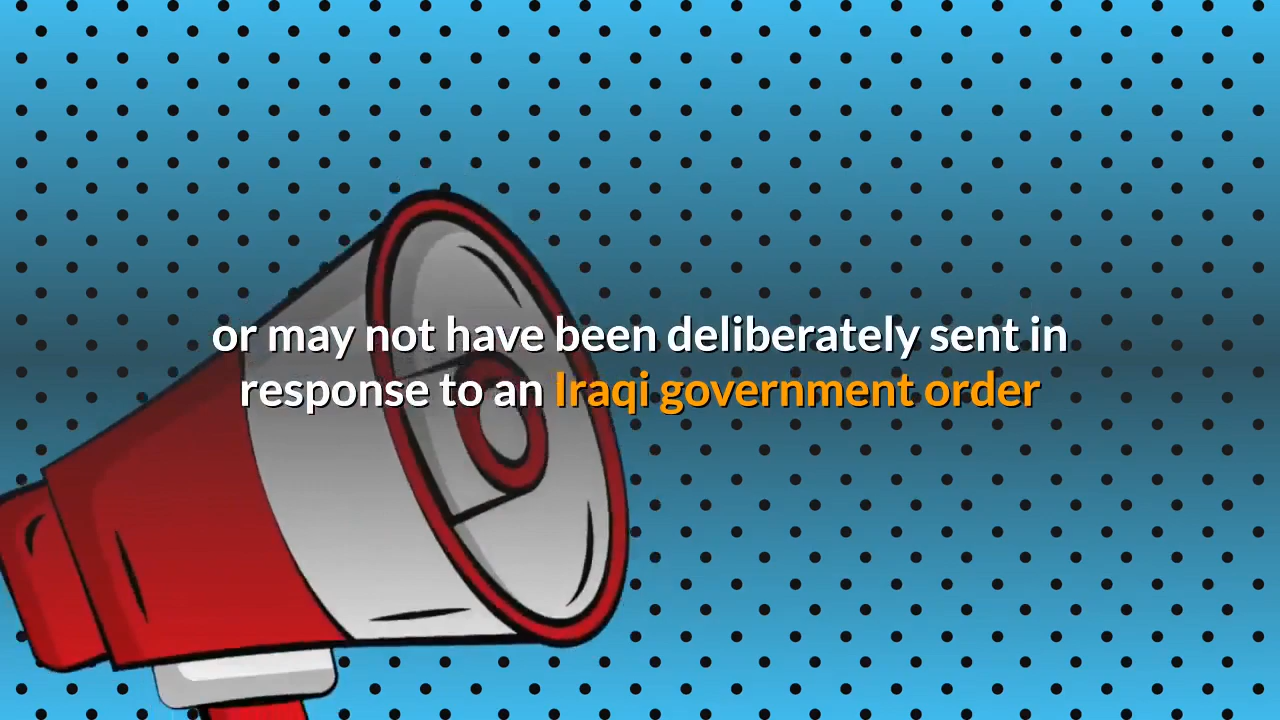 or may not have been deliberately sent in
response to an Iraqi government order